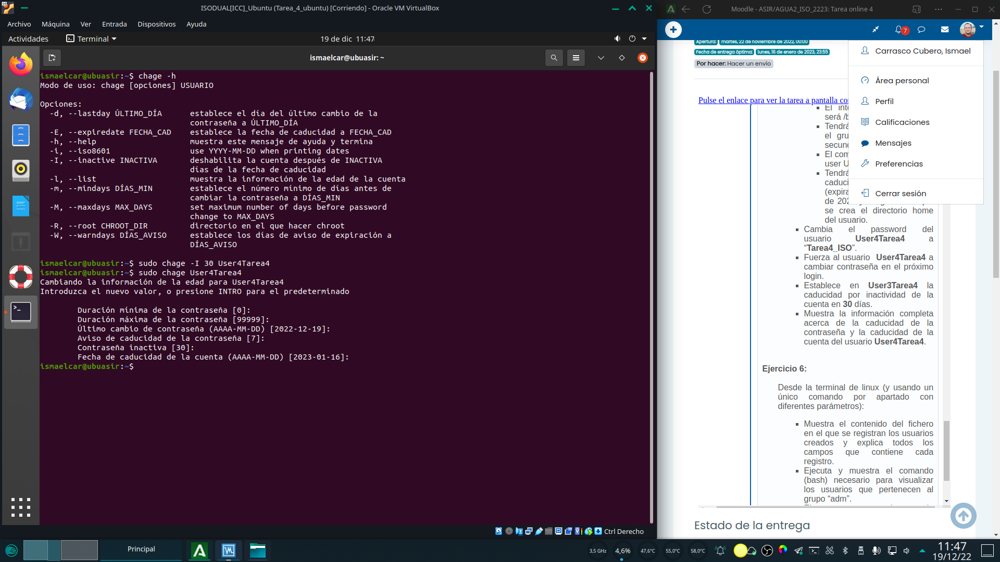 ISODUAL[ICC]_Ubuntu (Tarea_4_ubuntu) [Corriendo] - Oracle VM VirtualBox
Archivo Máquina Ver Entrada Dispositivos Ayuda
Actividades Terminal 19 de dic 11:47
ismaelcar@ubuasir: ~
ismaelcar@ubuasir:~$ chage -h
Modo de uso: chage [opciones] USUARIO
Opciones:
-d, --lastday ÚLTIMO_DÍA establece el día del último cambio de la
contraseña a ÚLTIMO_DÍA
-E, --expiredate FECHA_CAD establece la fecha de caducidad a FECHA_CAD
-h, --help muestra este mensaje de ayuda y termina
-i, --iso8601 use YYYY-MM-DD when printing dates
-I, --inactive INACTIVA deshabilita la cuenta después de INACTIVA
días de la fecha de caducidad
-l, --list muestra la información de la edad de la cuenta
-m, --mindays DÍAS_MIN establece el número mínimo de días antes de
cambiar la contraseña a DÍAS_MIN
-M, --maxdays MAX_DAYS set maximum number of days before password
change to MAX_DAYS
-R, --root CHROOT_DIR directorio en el que hacer chroot
-W, --warndays DÍAS_AVISO establece los días de aviso de expiración a
DÍAS_AVISO
ismaelcar@ubuasir:~$ sudo chage -I 30 User4Tarea4
ismaelcar@ubuasir:~$ sudo chage User4Tarea4
Cambiando la información de la edad para User4Tarea4
Introduzca el nuevo valor, o presione INTRO para el predeterminado
Duración mínima de la contraseña [0]:
Duración máxima de la contraseña [99999]:
Último cambio de contraseña (AAAA-MM-DD) [2022-12-19]:
Aviso de caducidad de la contraseña [7]:
Contraseña inactiva [30]:
Fecha de caducidad de la cuenta (AAAA-MM-DD) [2023-01-16]:
ismaelcar@ubuasir:~$
Ctrl Derecho
Moodle - ASIR/AGUA2_ISO_2223: Tarea online 4
7
Apertura: martes, 22 de noviembre de 2022, 00:00
Fecha de entrega óptima: lunes, 16 de enero de 2023, 23:55
Por hacer: Hacer un envío
Carrasco Cubero, Ismael
Área personal
Perfil
Calificaciones
Mensajes
Preferencias
Cerrar sesión
Pulse el enlace para ver la tarea a pantalla co
El int
será /b
Tendrá
el gru
secun
El com
user U
Tendrá
caduci
(expira
de 202
se crea el directorio home
del usuario.
Cambia el password del
usuario User4Tarea4 a
“Tarea4_ISO”.
Fuerza al usuario User4Tarea4 a
cambiar contraseña en el próximo
login.
Establece en User3Tarea4 la
caducidad por inactividad de la
cuenta en 30 días.
Muestra la información completa
acerca de la caducidad de la
contraseña y la caducidad de la
cuenta del usuario User4Tarea4.
Ejercicio 6:
Desde la terminal de linux (y usando un
único comando por apartado con
diferentes parámetros):
Muestra el contenido del fichero
en el que se registran los usuarios
creados y explica todos los
campos que contiene cada
registro.
Ejecuta y muestra el comando
(bash) necesario para visualizar
los usuarios que pertenecen al
grupo “adm”.
Estado de la entrega
Principal
3,5 GHz 4,6% 47,6°C 55,0°C 58,0°C
11:47
19/12/22